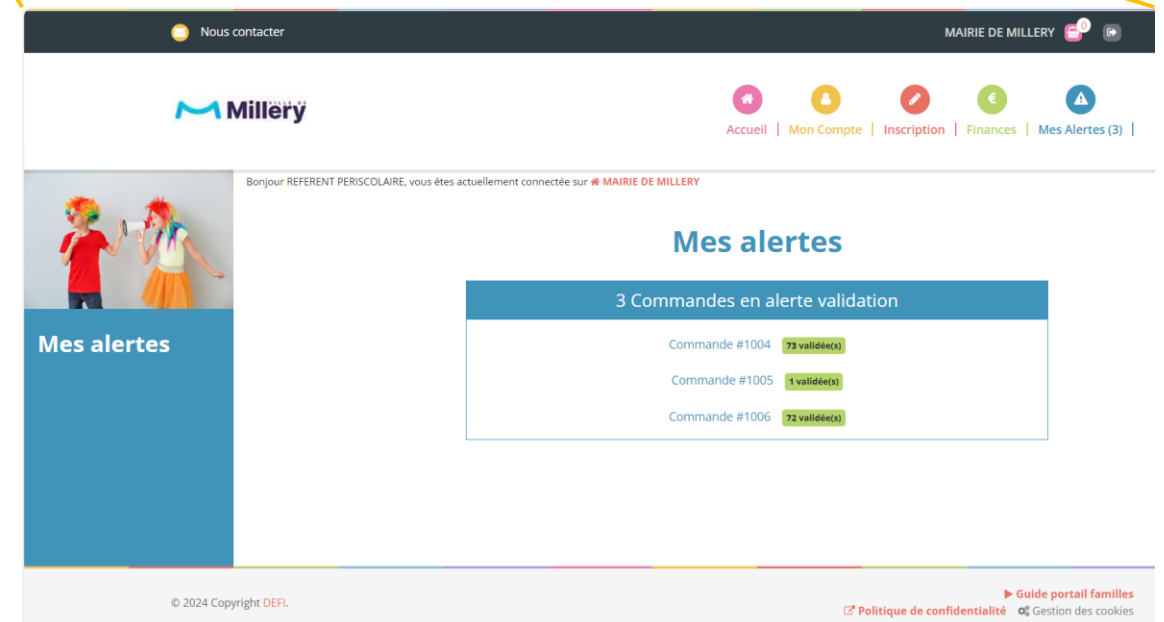 Nous contacter
MAIRIE DE MILLERY 0
VILLE DE
Millery
Accueil | Mon Compte | Inscription | Finances | Mes Alertes (3) |
Bonjour REFERENT PERISCOLAIRE, vous êtes actuellement connectée sur MAIRIE DE MILLERY
Mes alertes
3 Commandes en alerte validation
Mes alertes
Commande #1004 73 validée(s)
Commande #1005 1 validée(s)
Commande #1006 72 validée(s)
© 2024 Copyright DEFI.
Guide portail familles
Politique de confidentialité Gestion des cookies